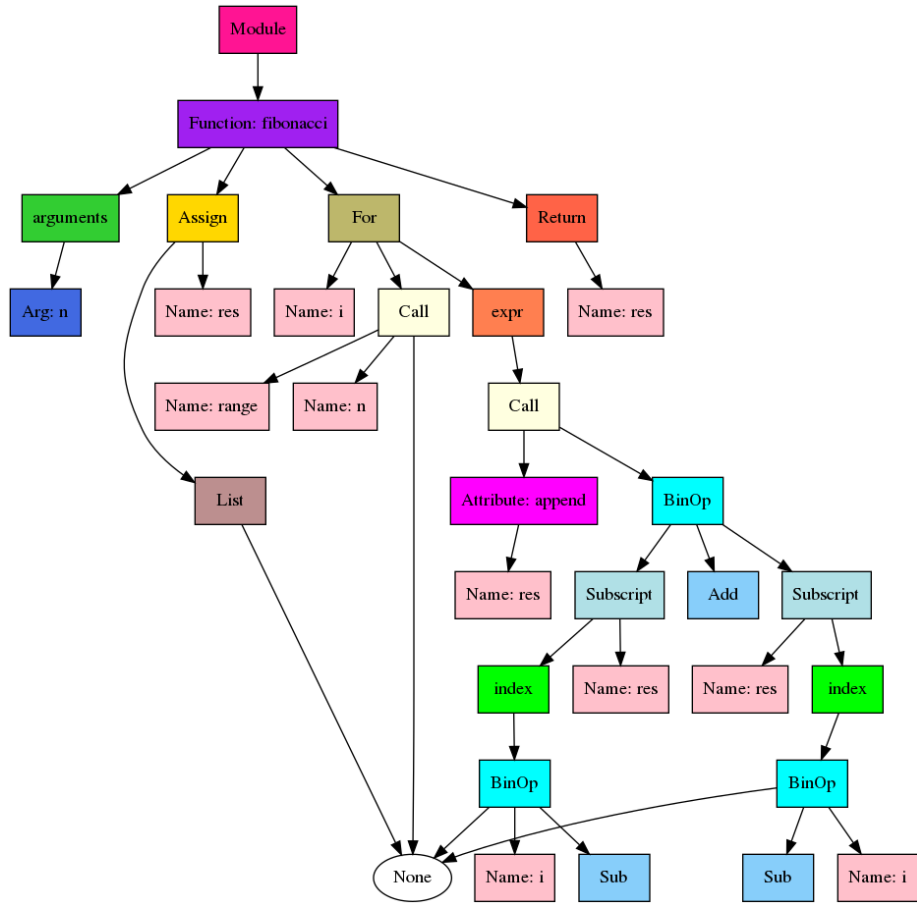 Module
Function: fibonacci
arguments
Assign
For
Return
Arg: n
Name: res
Name: i
Call
expr
Name: res
Name: range
Name: n
Call
List
Attribute: append
BinOp
Name: res
Subscript
Add
Subscript
index
Name: res
Name: res
index
BinOp
BinOp
None
Name: i
Sub
Sub
Name: i